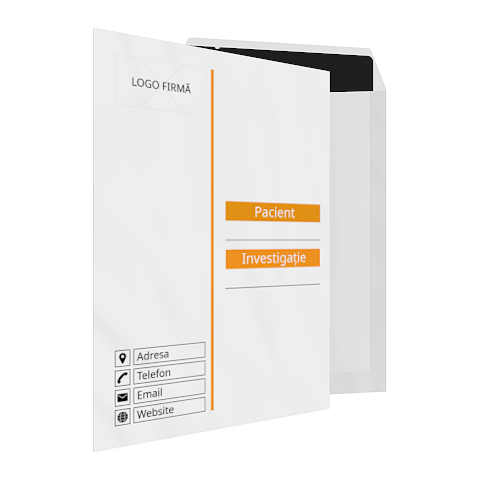 LOGO FIRMĂ
Pacient
Investigație
Adresa
Telefon
Email
Website